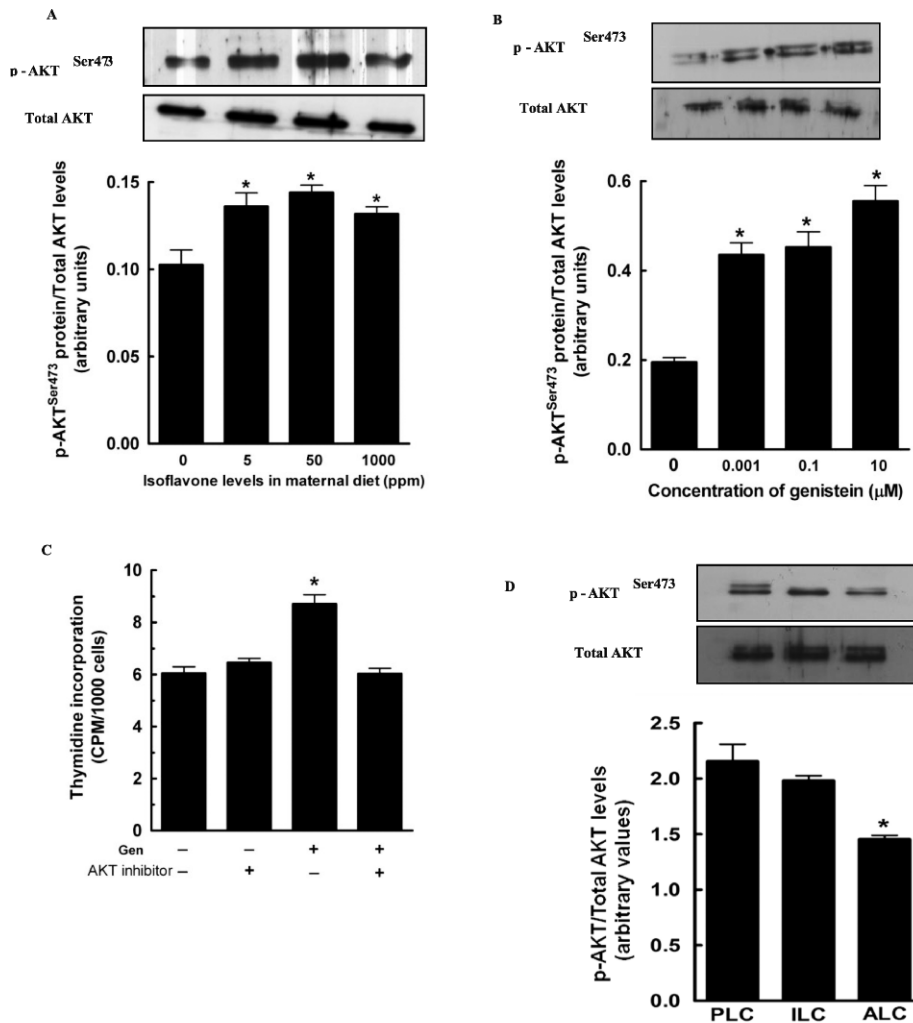 A
p - AKT Ser473
Total AKT
p-AKTSer473 protein/Total AKT levels
(arbitrary units)
0.15
0.10
0.05
0.00
* * *
0 5 50 1000
Isoflavone levels in maternal diet (ppm)
B
p - AKT Ser473
Total AKT
p-AKTSer473 protein/Total AKT levels
(arbitrary units)
0.6
0.4
0.2
0.0
* * *
0 0.001 0.1 10
Concentration of genistein (μM)
C
Thymidine incorporation
(CPM/1000 cells)
10
8
6
4
2
0
*
Gen – – + +
AKT inhibitor – + – +
D
p - AKT Ser473
Total AKT
p-AKT/Total AKT levels
(arbitrary values)
2.5
2.0
1.5
1.0
0.5
0.0
*
PLC ILC ALC